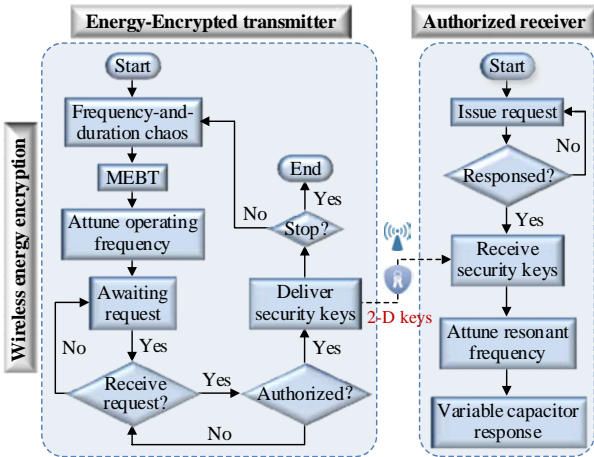 Energy-Encrypted transmitter
Authorized receiver
Wireless energy encryption
Start
Frequency-and-
duration chaos
MEBT
Attune operating
frequency
Awaiting
request
Yes
No
Receive
request?
Yes
Authorized?
No
Yes
Deliver
security keys
Stop?
No
Yes
End
2-D keys
Start
Issue request
No
Responsed?
Yes
Receive
security keys
Attune resonant
frequency
Variable capacitor
response